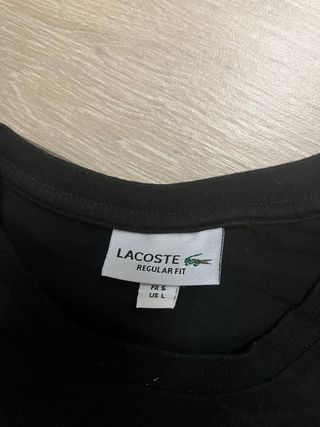 LACOSTE
REGULAR FIT
FR 5
US L